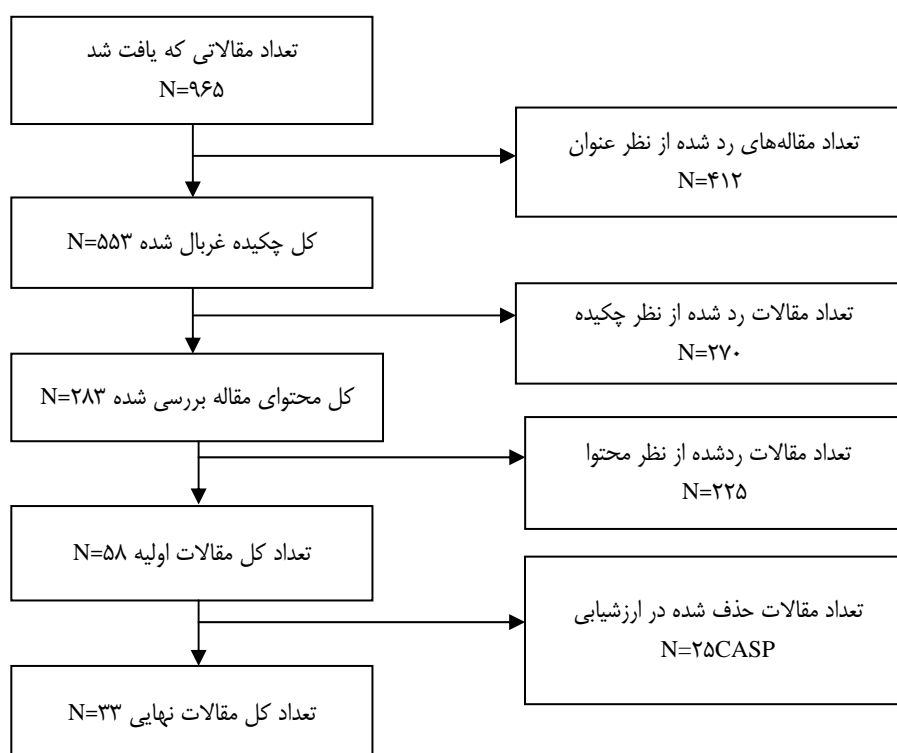 تعداد مقالاتی که یافت شد
N=۹۶۵
تعداد مقاله‌های رد شده از نظر عنوان
N=۴۱۲
کل چکیده غربال شده N=۵۵۳
تعداد مقالات رد شده از نظر چکیده
N=۲۷۰
کل محتوای مقاله بررسی شده N=۲۸۳
تعداد مقالات ردشده از نظر محتوا
N=۲۲۵
تعداد کل مقالات اولیه N=۵۸
تعداد مقالات حذف شده در ارزشیابی
N=۲۵CASP
تعداد کل مقالات نهایی N=۳۳